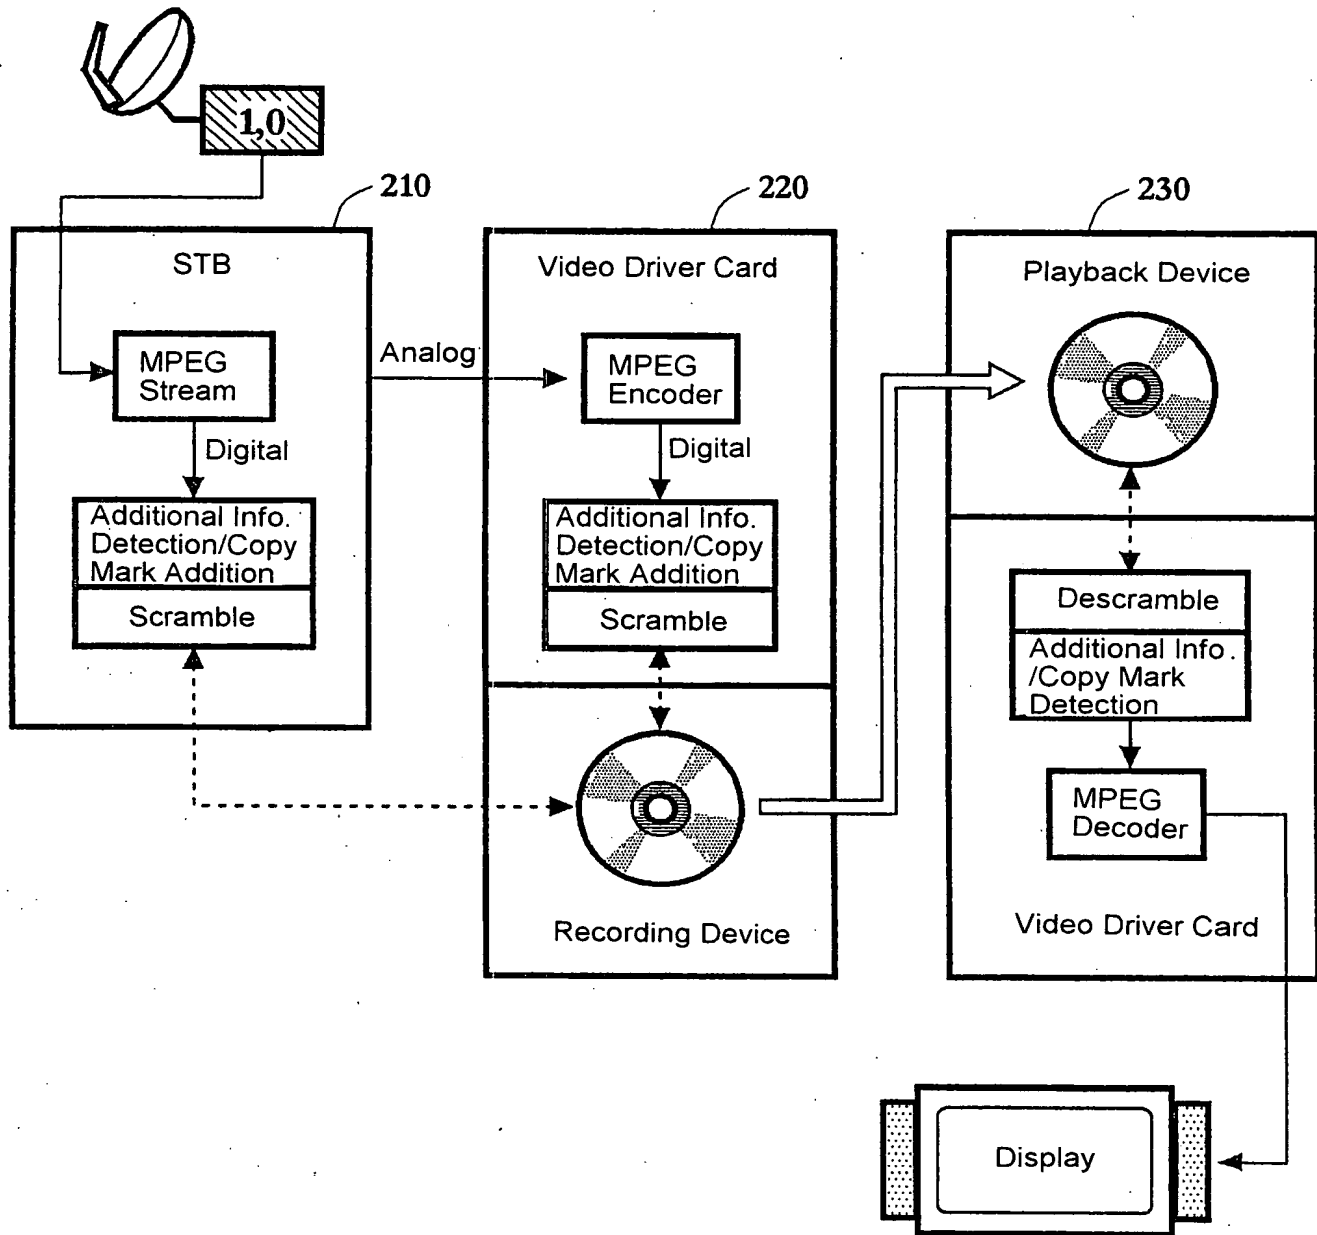 1,0
210
STB
MPEG
Stream
Digital
Additional Info.
Detection/Copy
Mark Addition
Scramble
Analog
220
Video Driver Card
MPEG
Encoder
Digital
Additional Info.
Detection/Copy
Mark Addition
Scramble
Recording Device
230
Playback Device
Descramble
Additional Info.
/Copy Mark
Detection
MPEG
Decoder
Video Driver Card
Display